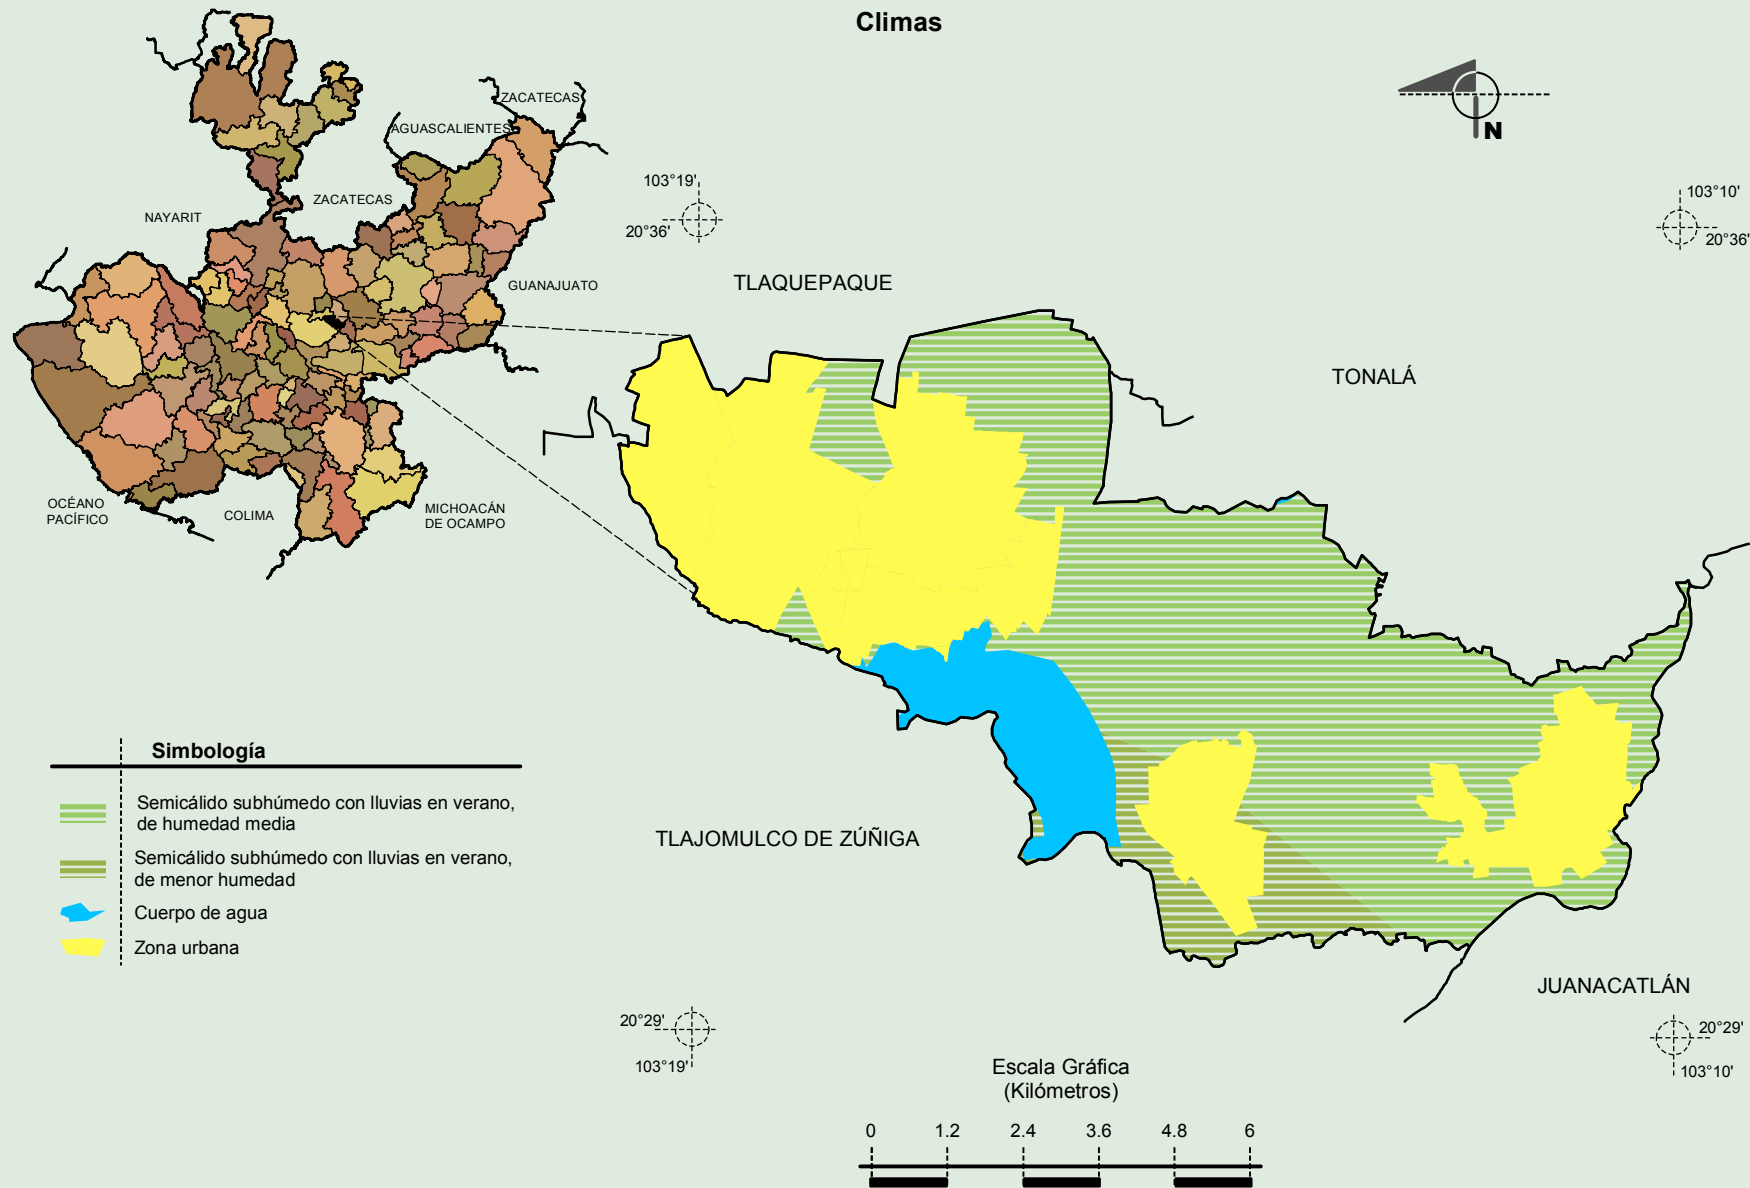 Climas
ZACATECAS
AGUASCALIENTES
ZACATECAS
NAYARIT
GUANAJUATO
OCÉANO
PACÍFICO
COLIMA
MICHOACÁN
DE OCAMPO
N
103°19'
20°36'
103°10'
20°36'
TLAQUEPAQUE
TONALÁ
TLAJOMULCO DE ZÚÑIGA
JUANACATLÁN
Simbología
Semicálido subhúmedo con lluvias en verano,
de humedad media
Semicálido subhúmedo con lluvias en verano,
de menor humedad
Cuerpo de agua
Zona urbana
20°29'
103°19'
20°29'
103°10'
Escala Gráfica
(Kilómetros)
0 1.2 2.4 3.6 4.8 6